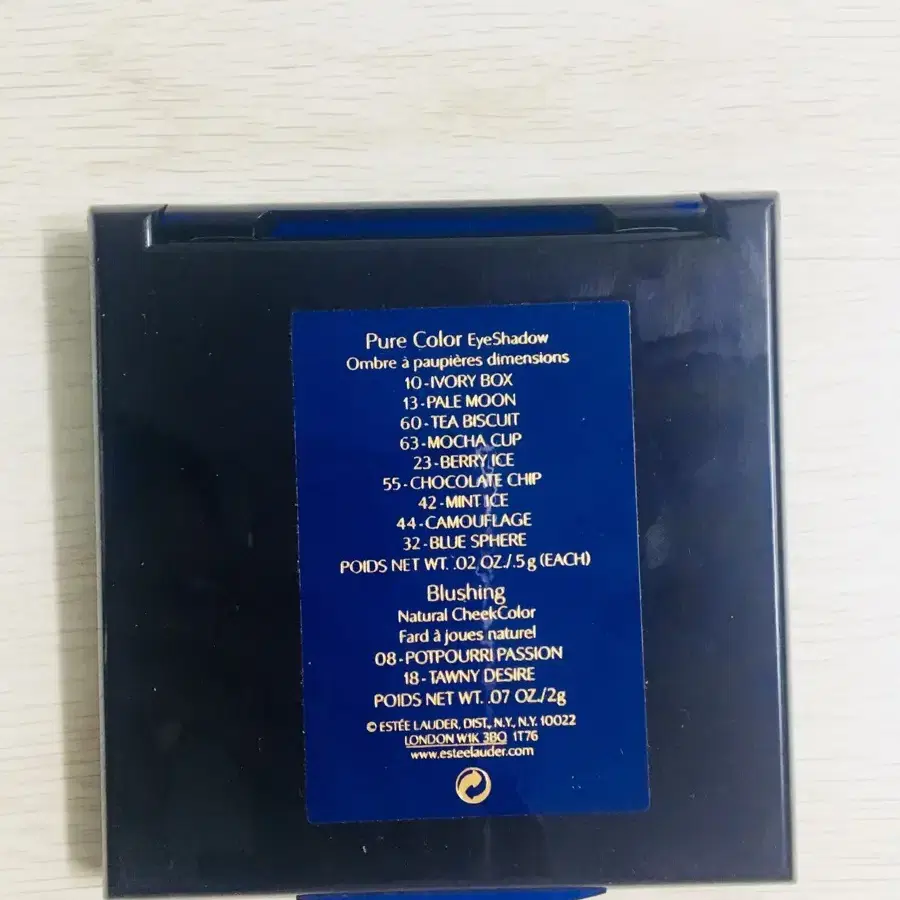 Pure Color EyeShadow
Ombre à paupières dimensions
10-IVORY BOX
13-PALE MOON
60-TEA BISCUIT
63-MOCHA CUP
23-BERRY ICE
55-CHOCOLATE CHIP
42-MINT ICE
44-CAMOUFLAGE
32-BLUE SPHERE
POIDS NET WT. .02 OZ./.5g (EACH)
Blushing
Natural CheekColor
Fard à joues naturel
08-POTPOURRI PASSION
18-TAWNY DESIRE
POIDS NET WT. .07 OZ./2g
© ESTÉE LAUDER, DIST., N.Y., N.Y. 10022
LONDON W1K 3BQ 1T76
www.esteelauder.com